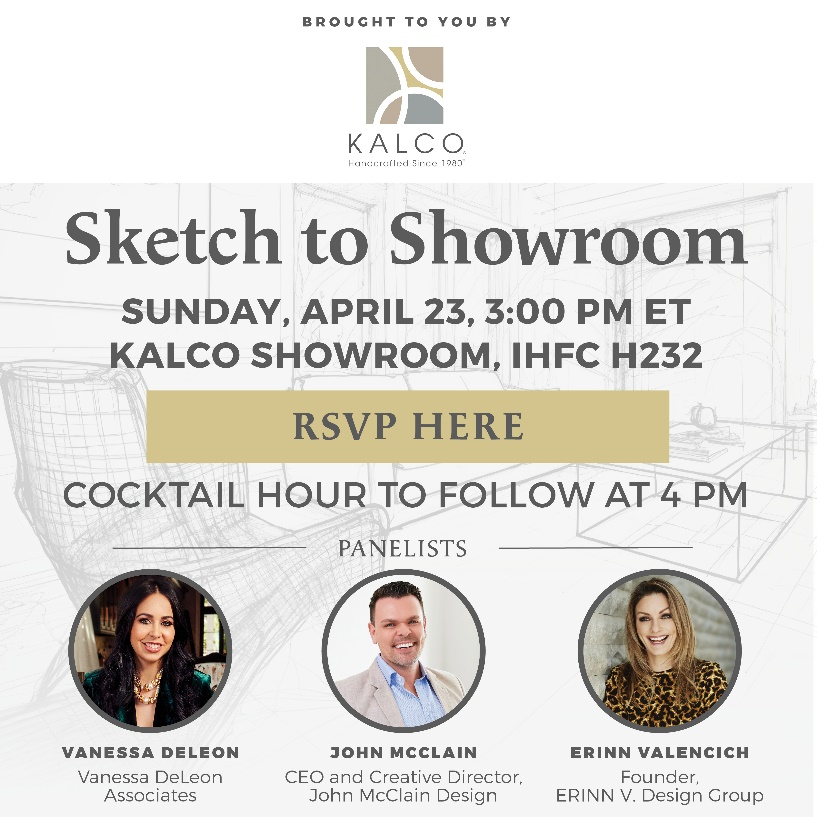 BROUGHT TO YOU BY
KALCO
Handcrafted Since 1980
Sketch to Showroom
SUNDAY, APRIL 23, 3:00 PM ET
KALCO SHOWROOM, IHFC H232
RSVP HERE
COCKTAIL HOUR TO FOLLOW AT 4 PM
PANELISTS
VANESSA DELEON
Vanessa DeLeon
Associates
JOHN MCCLAIN
CEO and Creative Director,
John McClain Design
ERINN VALENCICH
Founder,
ERINN V. Design Group